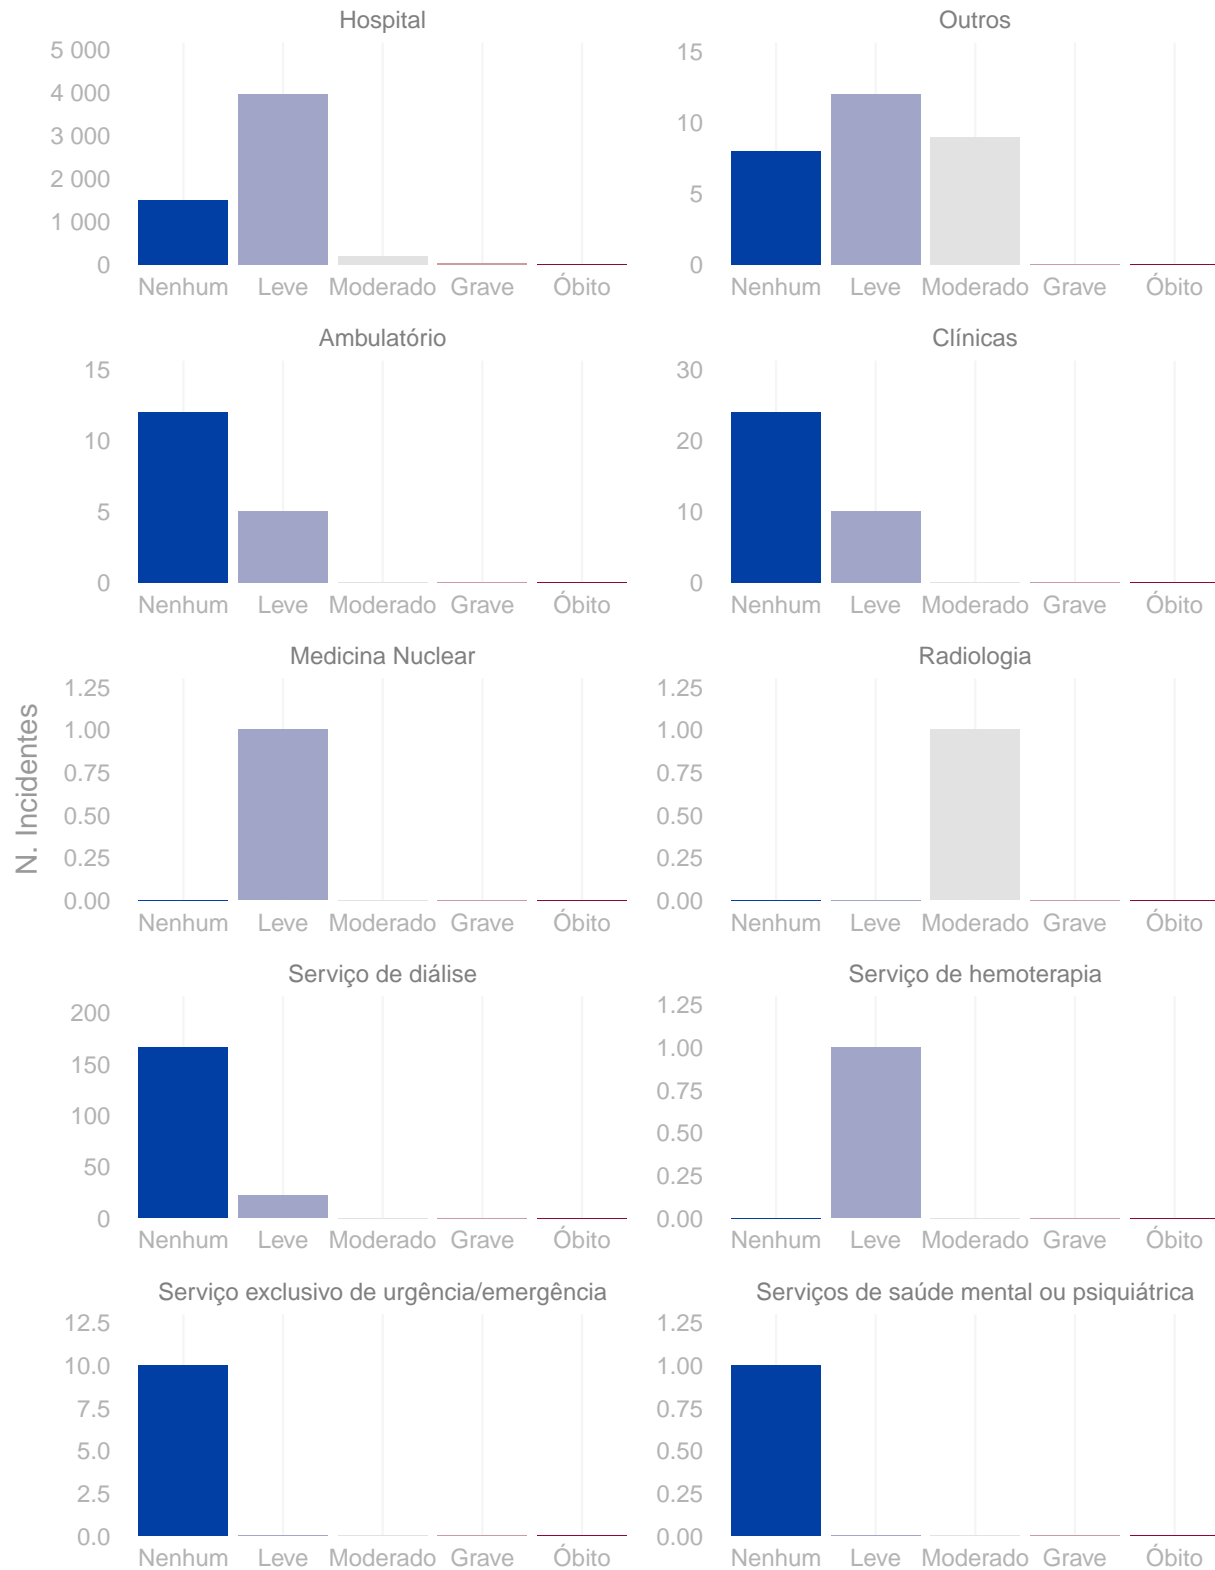 Hospital
5 000
4 000
3 000
2 000
1 000
0
Nenhum Leve Moderado Grave Óbito
Outros
15
10
5
0
Nenhum Leve Moderado Grave Óbito
Ambulatório
15
10
5
0
Nenhum Leve Moderado Grave Óbito
Clínicas
30
20
10
0
Nenhum Leve Moderado Grave Óbito
N. Incidentes
Medicina Nuclear
1.25
1.00
0.75
0.50
0.25
0.00
Nenhum Leve Moderado Grave Óbito
Radiologia
1.25
1.00
0.75
0.50
0.25
0.00
Nenhum Leve Moderado Grave Óbito
Serviço de diálise
200
150
100
50
0
Nenhum Leve Moderado Grave Óbito
Serviço de hemoterapia
1.25
1.00
0.75
0.50
0.25
0.00
Nenhum Leve Moderado Grave Óbito
Serviço exclusivo de urgência/emergência
12.5
10.0
7.5
5.0
2.5
0.0
Nenhum Leve Moderado Grave Óbito
Serviços de saúde mental ou psiquiátrica
1.25
1.00
0.75
0.50
0.25
0.00
Nenhum Leve Moderado Grave Óbito